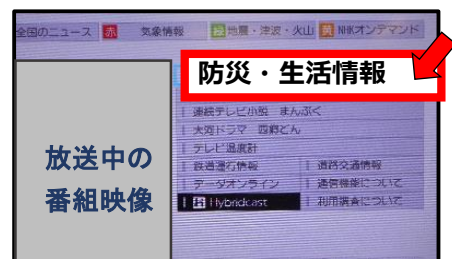 全国のニュース 赤 気象情報 緑 地震・津波・火山 黄 NHKオンデマンド
防災・生活情報
連続テレビ小説 まんぷく
大河ドラマ 西郷どん
テレビ温度計
鉄道運行情報 道路交通情報
データオンライン 通信機能について
Hybridcast 利用調査について
放送中の
番組映像